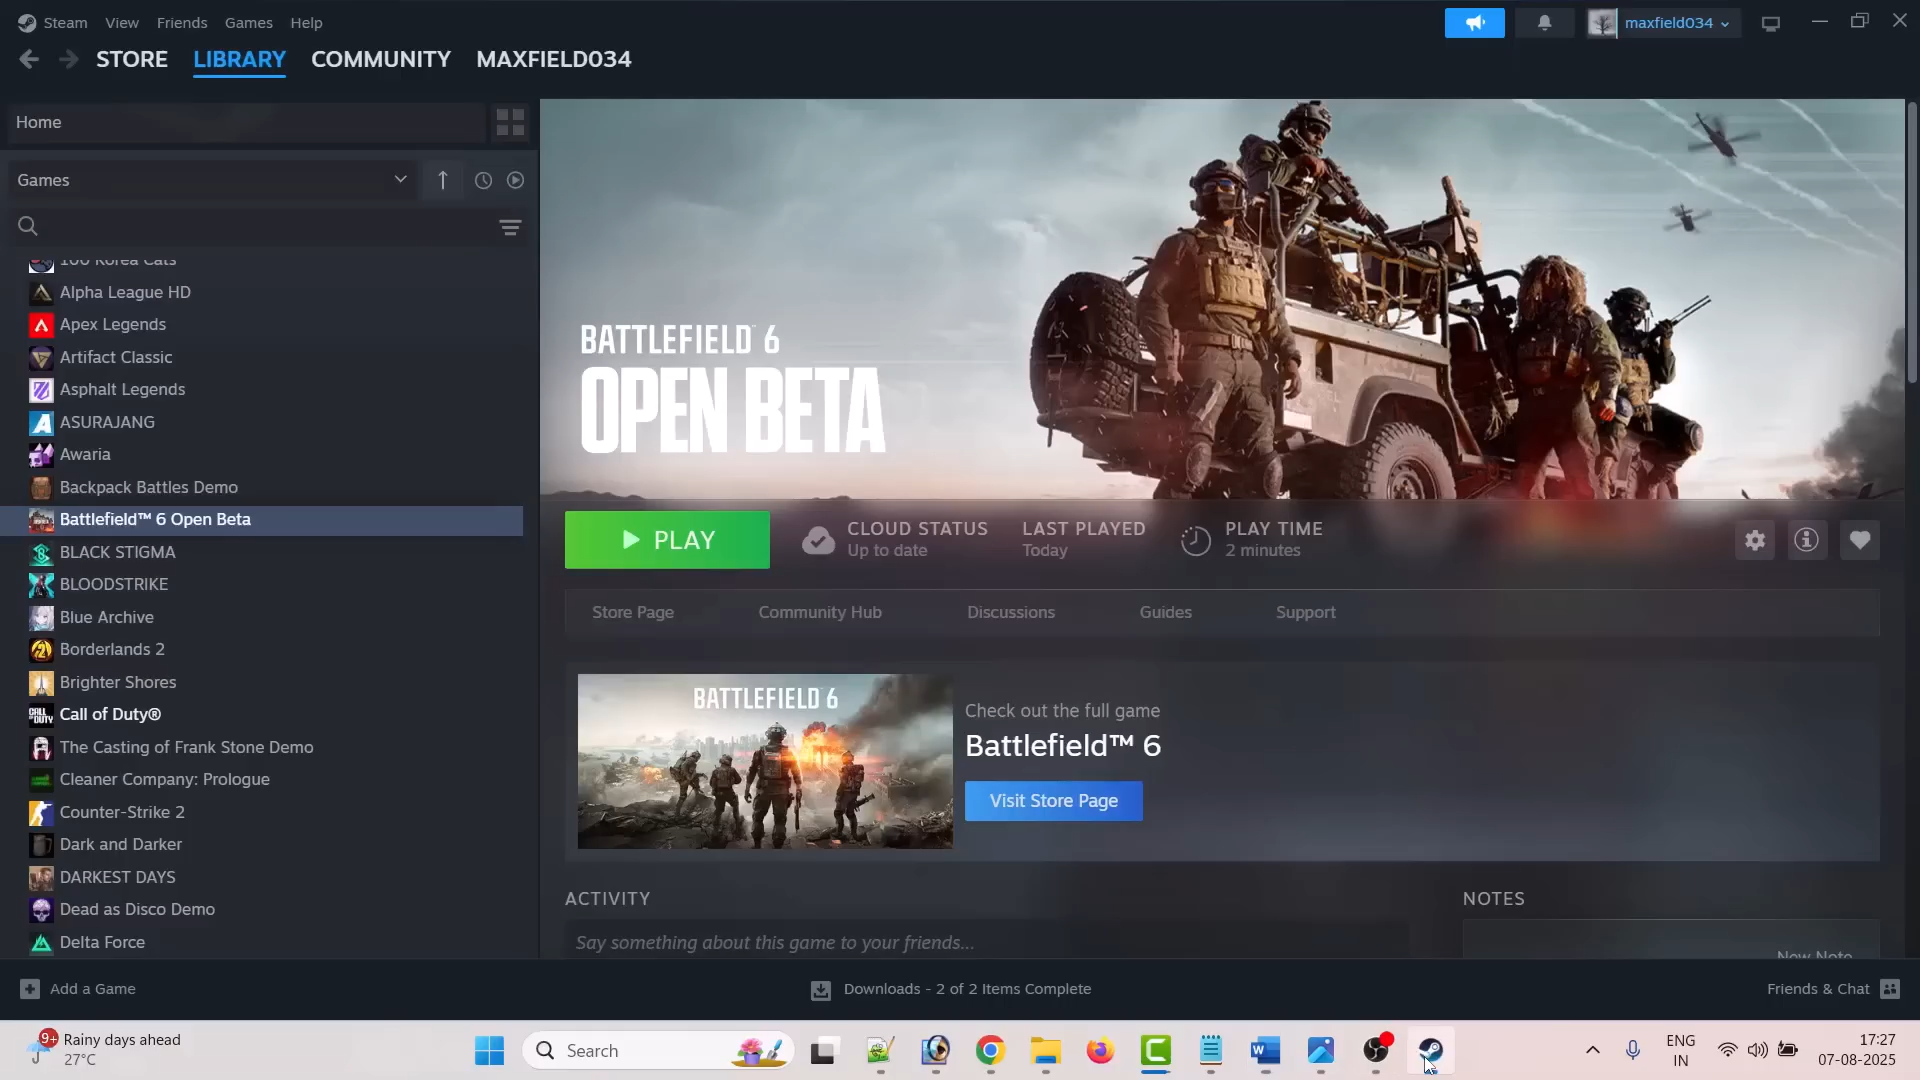 Steam View Friends Games Help
maxfield034
STORE LIBRARY COMMUNITY MAXFIELD034
Home
Games
100 Korea Cats
Alpha League HD
Apex Legends
Artifact Classic
Asphalt Legends
ASURAJANG
Awaria
Backpack Battles Demo
Battlefield™ 6 Open Beta
BLACK STIGMA
BLOODSTRIKE
Blue Archive
Borderlands 2
Brighter Shores
Call of Duty®
The Casting of Frank Stone Demo
Cleaner Company: Prologue
Counter-Strike 2
Dark and Darker
DARKEST DAYS
Dead as Disco Demo
Delta Force
BATTLEFIELD™ 6
OPEN BETA
PLAY
CLOUD STATUS
Up to date
LAST PLAYED
Today
PLAY TIME
2 minutes
Store Page Community Hub Discussions Guides Support
BATTLEFIELD 6
Check out the full game
Battlefield™ 6
Visit Store Page
ACTIVITY
Say something about this game to your friends...
NOTES
New Note
Add a Game
Downloads - 2 of 2 Items Complete
Friends & Chat
9+
Rainy days ahead
27°C
Search
ENG
IN
17:27
07-08-2025